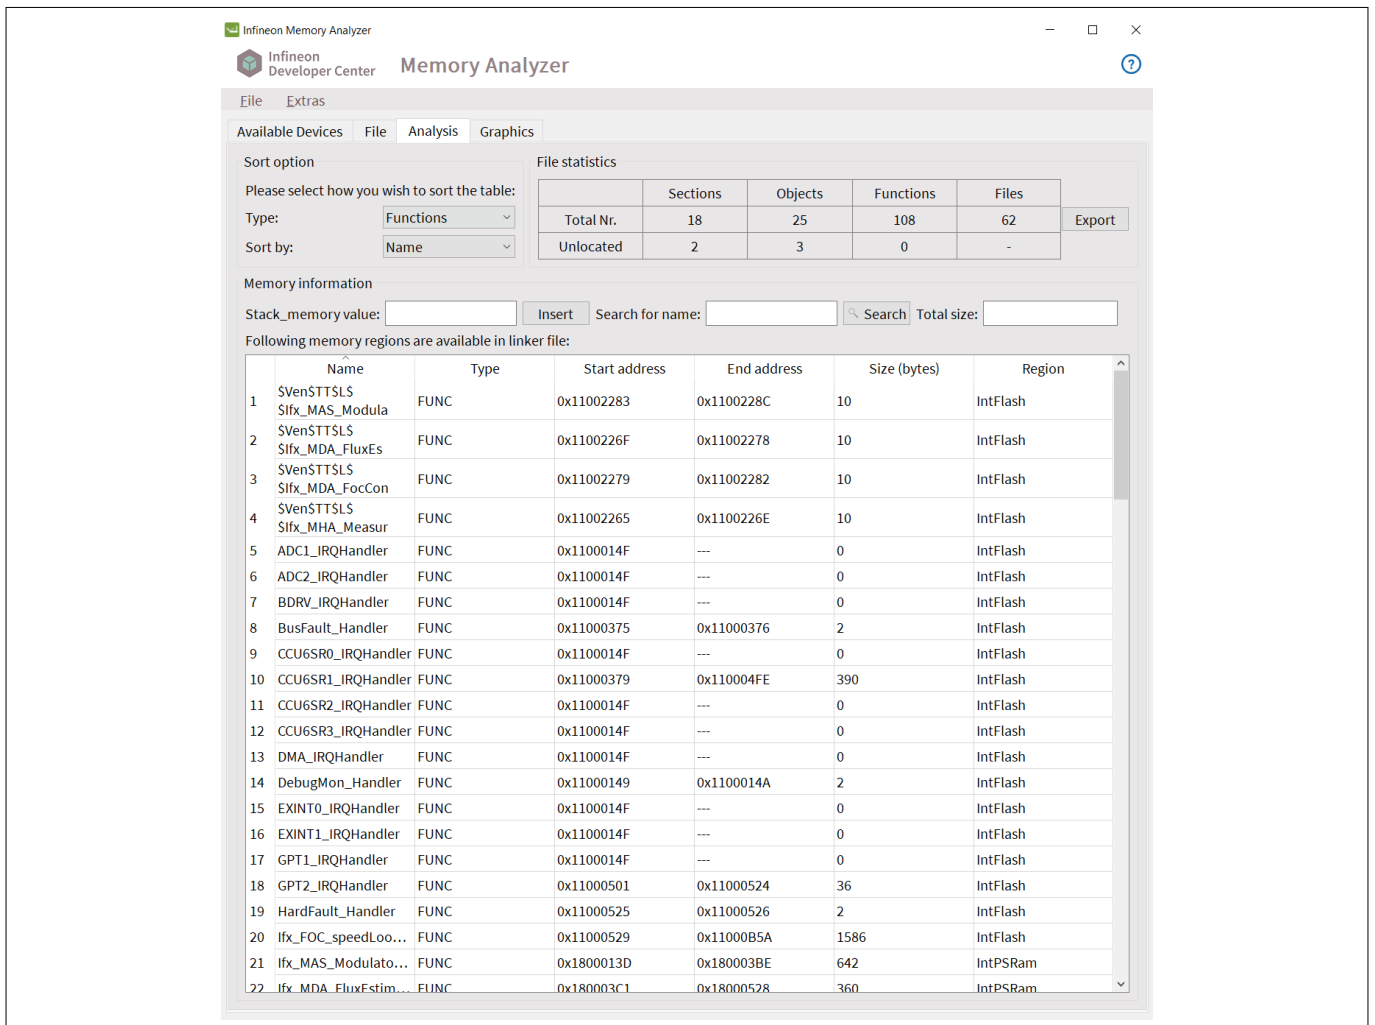 Infineon Memory Analyzer
Infineon
Developer Center
Memory Analyzer
File Extras
Available Devices File Analysis Graphics
Sort option
File statistics
Please select how you wish to sort the table:
Type: Functions
Sort by: Name
Sections Objects Functions Files
Total Nr. 18 25 108 62
Unlocated 2 3 0 -
Export
Memory information
Stack_memory value: Insert Search for name: Search Total size:
Following memory regions are available in linker file:
Name Type Start address End address Size (bytes) Region
1 $Ven$TT$L$
$Ifx_MAS_Modula FUNC 0x11002283 0x1100228C 10 IntFlash
2 $Ven$TT$L$
$Ifx_MDA_FluxEs FUNC 0x1100226F 0x11002278 10 IntFlash
3 $Ven$TT$L$
$Ifx_MDA_FocCon FUNC 0x11002279 0x11002282 10 IntFlash
4 $Ven$TT$L$
$Ifx_MHA_Measur FUNC 0x11002265 0x1100226E 10 IntFlash
5 ADC1_IRQHandler FUNC 0x1100014F --- 0 IntFlash
6 ADC2_IRQHandler FUNC 0x1100014F --- 0 IntFlash
7 BDRV_IRQHandler FUNC 0x1100014F --- 0 IntFlash
8 BusFault_Handler FUNC 0x11000375 0x11000376 2 IntFlash
9 CCU6SR0_IRQHandler FUNC 0x1100014F --- 0 IntFlash
10 CCU6SR1_IRQHandler FUNC 0x11000379 0x110004FE 390 IntFlash
11 CCU6SR2_IRQHandler FUNC 0x1100014F --- 0 IntFlash
12 CCU6SR3_IRQHandler FUNC 0x1100014F --- 0 IntFlash
13 DMA_IRQHandler FUNC 0x1100014F --- 0 IntFlash
14 DebugMon_Handler FUNC 0x11000149 0x1100014A 2 IntFlash
15 EXINT0_IRQHandler FUNC 0x1100014F --- 0 IntFlash
16 EXINT1_IRQHandler FUNC 0x1100014F --- 0 IntFlash
17 GPT1_IRQHandler FUNC 0x1100014F --- 0 IntFlash
18 GPT2_IRQHandler FUNC 0x11000501 0x11000524 36 IntFlash
19 HardFault_Handler FUNC 0x11000525 0x11000526 2 IntFlash
20 Ifx_FOC_speedLoo... FUNC 0x11000529 0x11000B5A 1586 IntFlash
21 Ifx_MAS_Modulato... FUNC 0x1800013D 0x180003BE 642 IntPSRam
22 Ifx_MDA_FluxEstim... FUNC 0x180003C1 0x18000528 360 IntPSRam